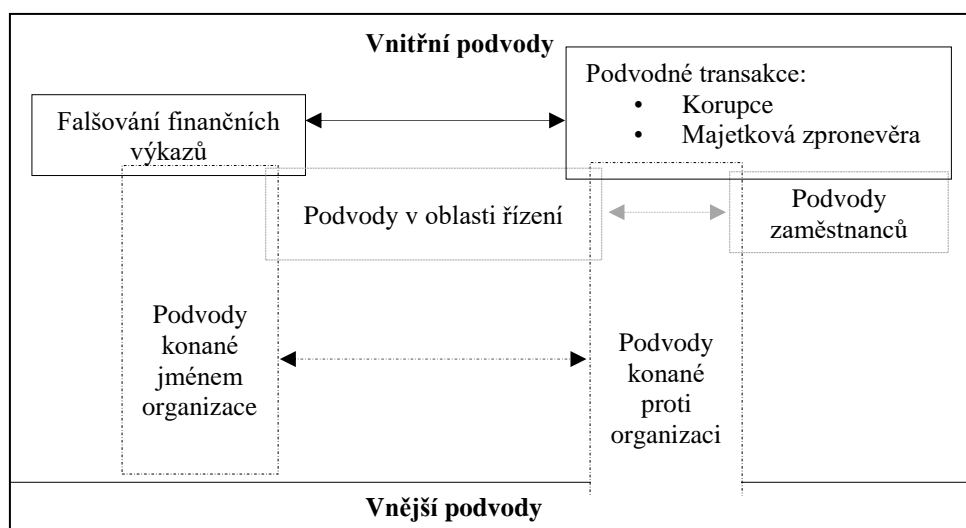 Vnitřní podvody
Podvodné transakce:
• Korupce
• Majetková zpronevěra
Falšování finančních
výkazů
Podvody v oblasti řízení
Podvody
zaměstnanců
Podvody
konané
jménem
organizace
Podvody
konané
proti
organizaci
Vnější podvody